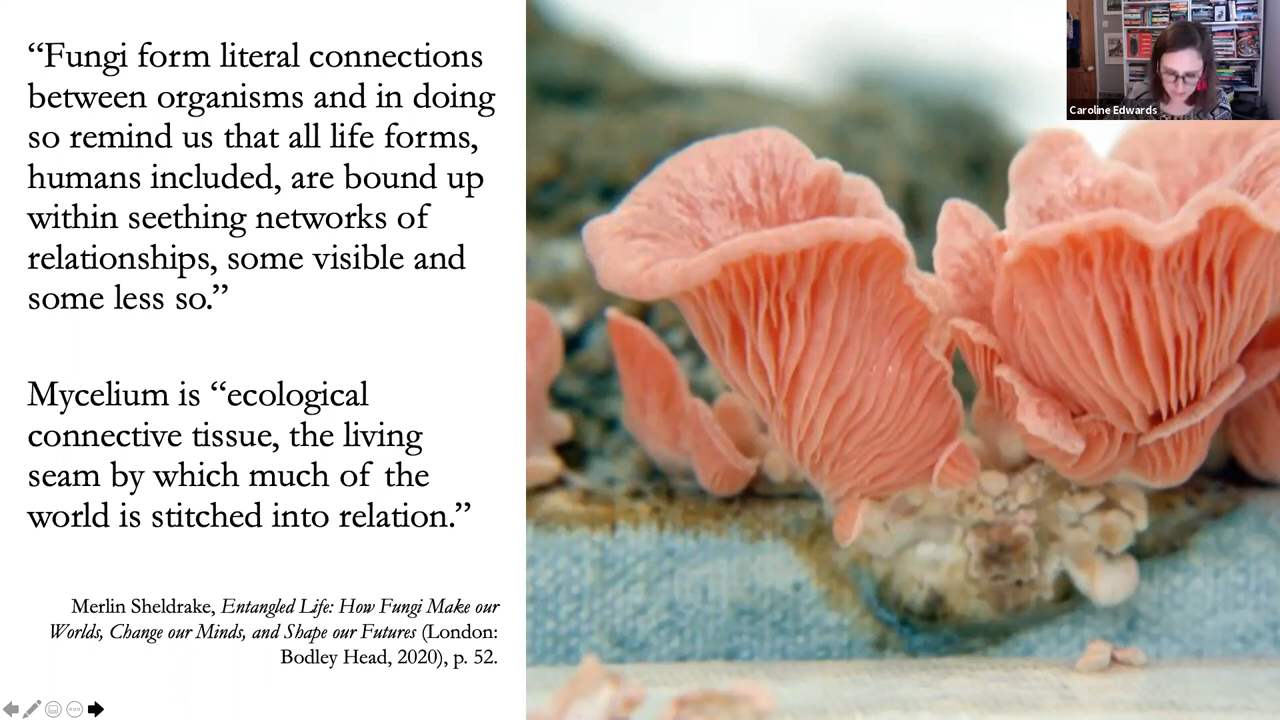 “Fungi form literal connections
between organisms and in doing
so remind us that all life forms,
humans included, are bound up
within seething networks of
relationships, some visible and
some less so.”
Mycelium is “ecological
connective tissue, the living
seam by which much of the
world is stitched into relation.”
Merlin Sheldrake, Entangled Life: How Fungi Make our
Worlds, Change our Minds, and Shape our Futures (London:
Bodley Head, 2020), p. 52.
Caroline Edwards